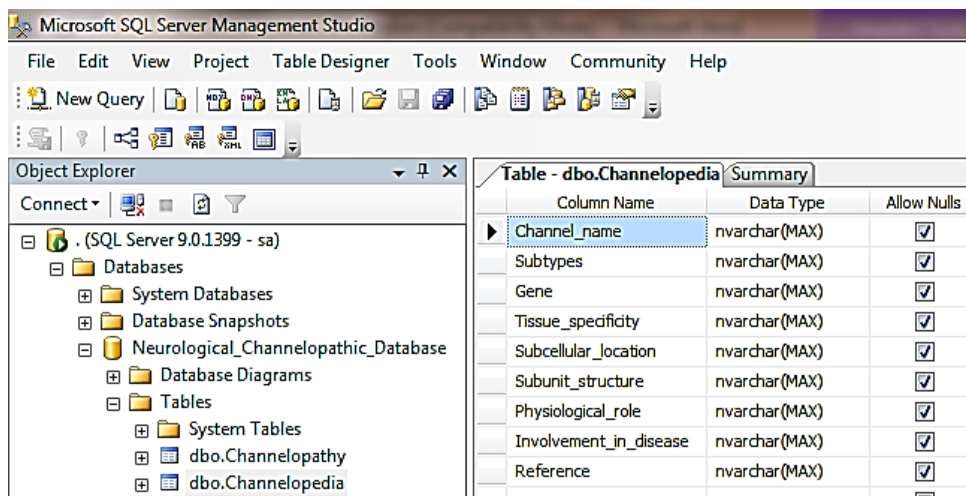 Microsoft SQL Server Management Studio
File Edit View Project Table Designer Tools Window Community Help
New Query
Object Explorer
Table - dbo.Channelopedia Summary
Connect
Column Name Data Type Allow Nulls
. (SQL Server 9.0.1399 - sa)
Databases
System Databases
Database Snapshots
Neurological_Channelopathic_Database
Database Diagrams
Tables
System Tables
dbo.Channelopathy
dbo.Channelopedia
Channel_name nvarchar(MAX)
Subtypes nvarchar(MAX)
Gene nvarchar(MAX)
Tissue_specificity nvarchar(MAX)
Subcellular_location nvarchar(MAX)
Subunit_structure nvarchar(MAX)
Physiological_role nvarchar(MAX)
Involvement_in_disease nvarchar(MAX)
Reference nvarchar(MAX)